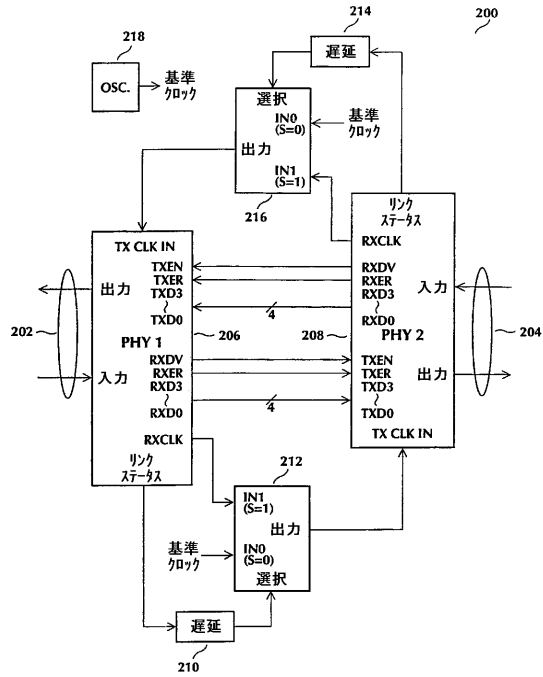 200
214
遅延
218
OSC.
基準
クロック
選択
IN0
(S=0)
基準
クロック
出力
IN1
(S=1)
216
リンク
ステータス
RXCLK
TX CLK IN
TXEN
TXER
TXD3
~
TXD0
出力
202
PHY 1
206
入力
RXDV
RXER
RXD3
~
RXD0
RXCLK
リンク
ステータス
4
4
RXDV
RXER
RXD3
~
RXD0
入力
208
PHY 2
204
TXEN
TXER
TXD3
~
TXD0
出力
TX CLK IN
212
IN1
(S=1)
出力
基準
クロック
IN0
(S=0)
選択
遅延
210